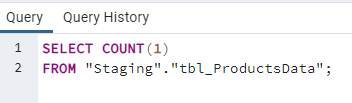 Query Query History
1 SELECT COUNT(1)
2 FROM "Staging"."tbl_ProductsData";